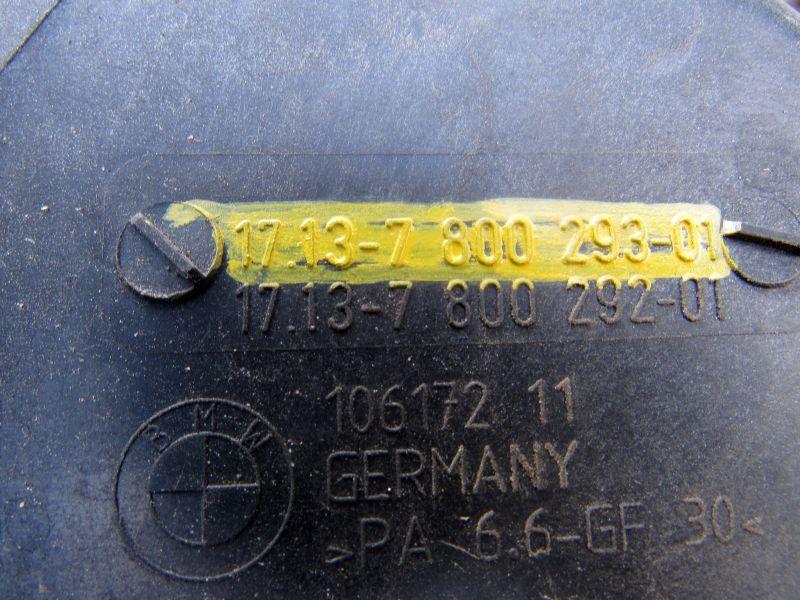 17.13-7 800 293-01
17.13-7 800 292-01
106172 11
BMW
GERMANY
>PA 6.6-GF 30<